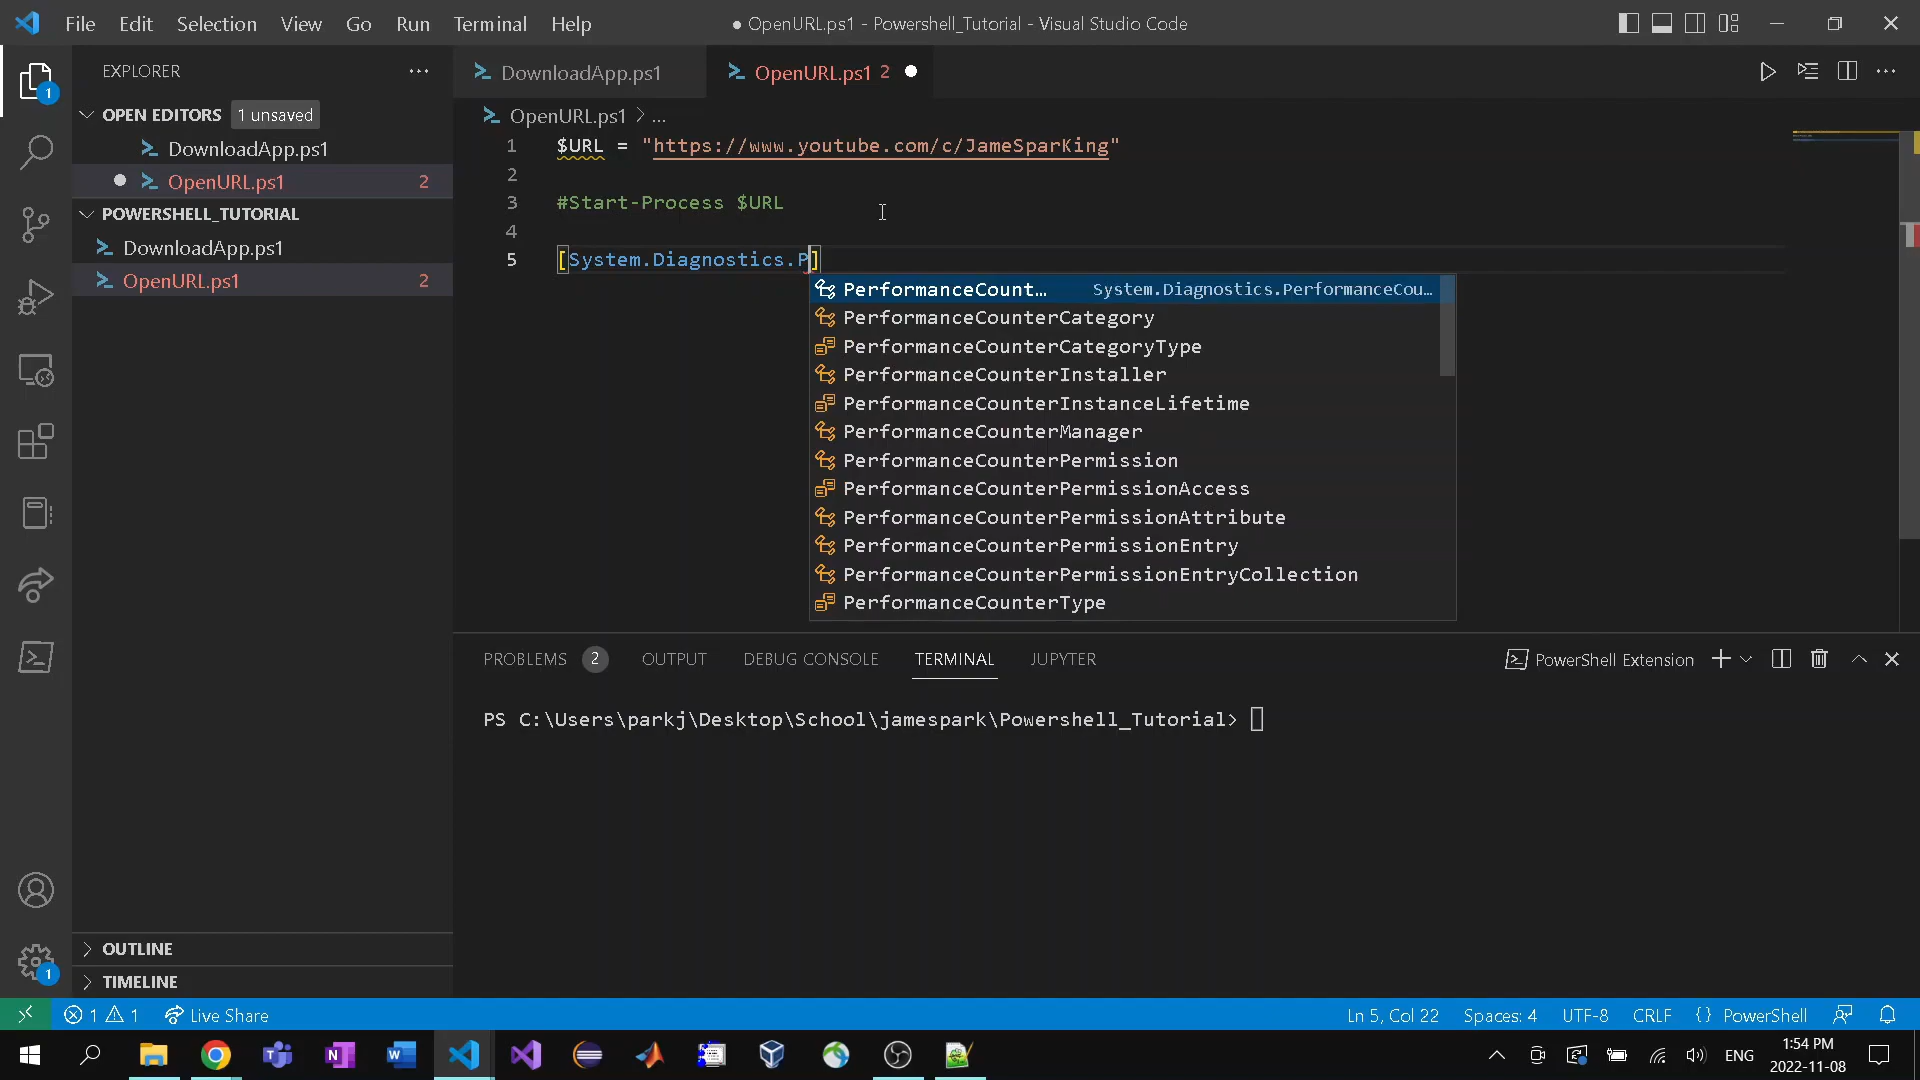 File Edit Selection View Go Run Terminal Help
● OpenURL.ps1 - Powershell_Tutorial - Visual Studio Code
EXPLORER
OPEN EDITORS 1 unsaved
DownloadApp.ps1
OpenURL.ps1 2
POWERSHELL_TUTORIAL
DownloadApp.ps1
OpenURL.ps1 2
OUTLINE
TIMELINE
1
1
DownloadApp.ps1
OpenURL.ps1 2
OpenURL.ps1 > ...
1 $URL = "https://www.youtube.com/c/JameSparKing"
2
3 #Start-Process $URL
4
5 [System.Diagnostics.P]
PerformanceCount... System.Diagnostics.PerformanceCou...
PerformanceCounterCategory
PerformanceCounterCategoryType
PerformanceCounterInstaller
PerformanceCounterInstanceLifetime
PerformanceCounterManager
PerformanceCounterPermission
PerformanceCounterPermissionAccess
PerformanceCounterPermissionAttribute
PerformanceCounterPermissionEntry
PerformanceCounterPermissionEntryCollection
PerformanceCounterType
PROBLEMS 2 OUTPUT DEBUG CONSOLE TERMINAL JUPYTER
PowerShell Extension
PS C:\Users\parkj\Desktop\School\jamespark\Powershell_Tutorial>
1 1 Live Share
Ln 5, Col 22 Spaces: 4 UTF-8 CRLF {} PowerShell
ENG
1:54 PM
2022-11-08